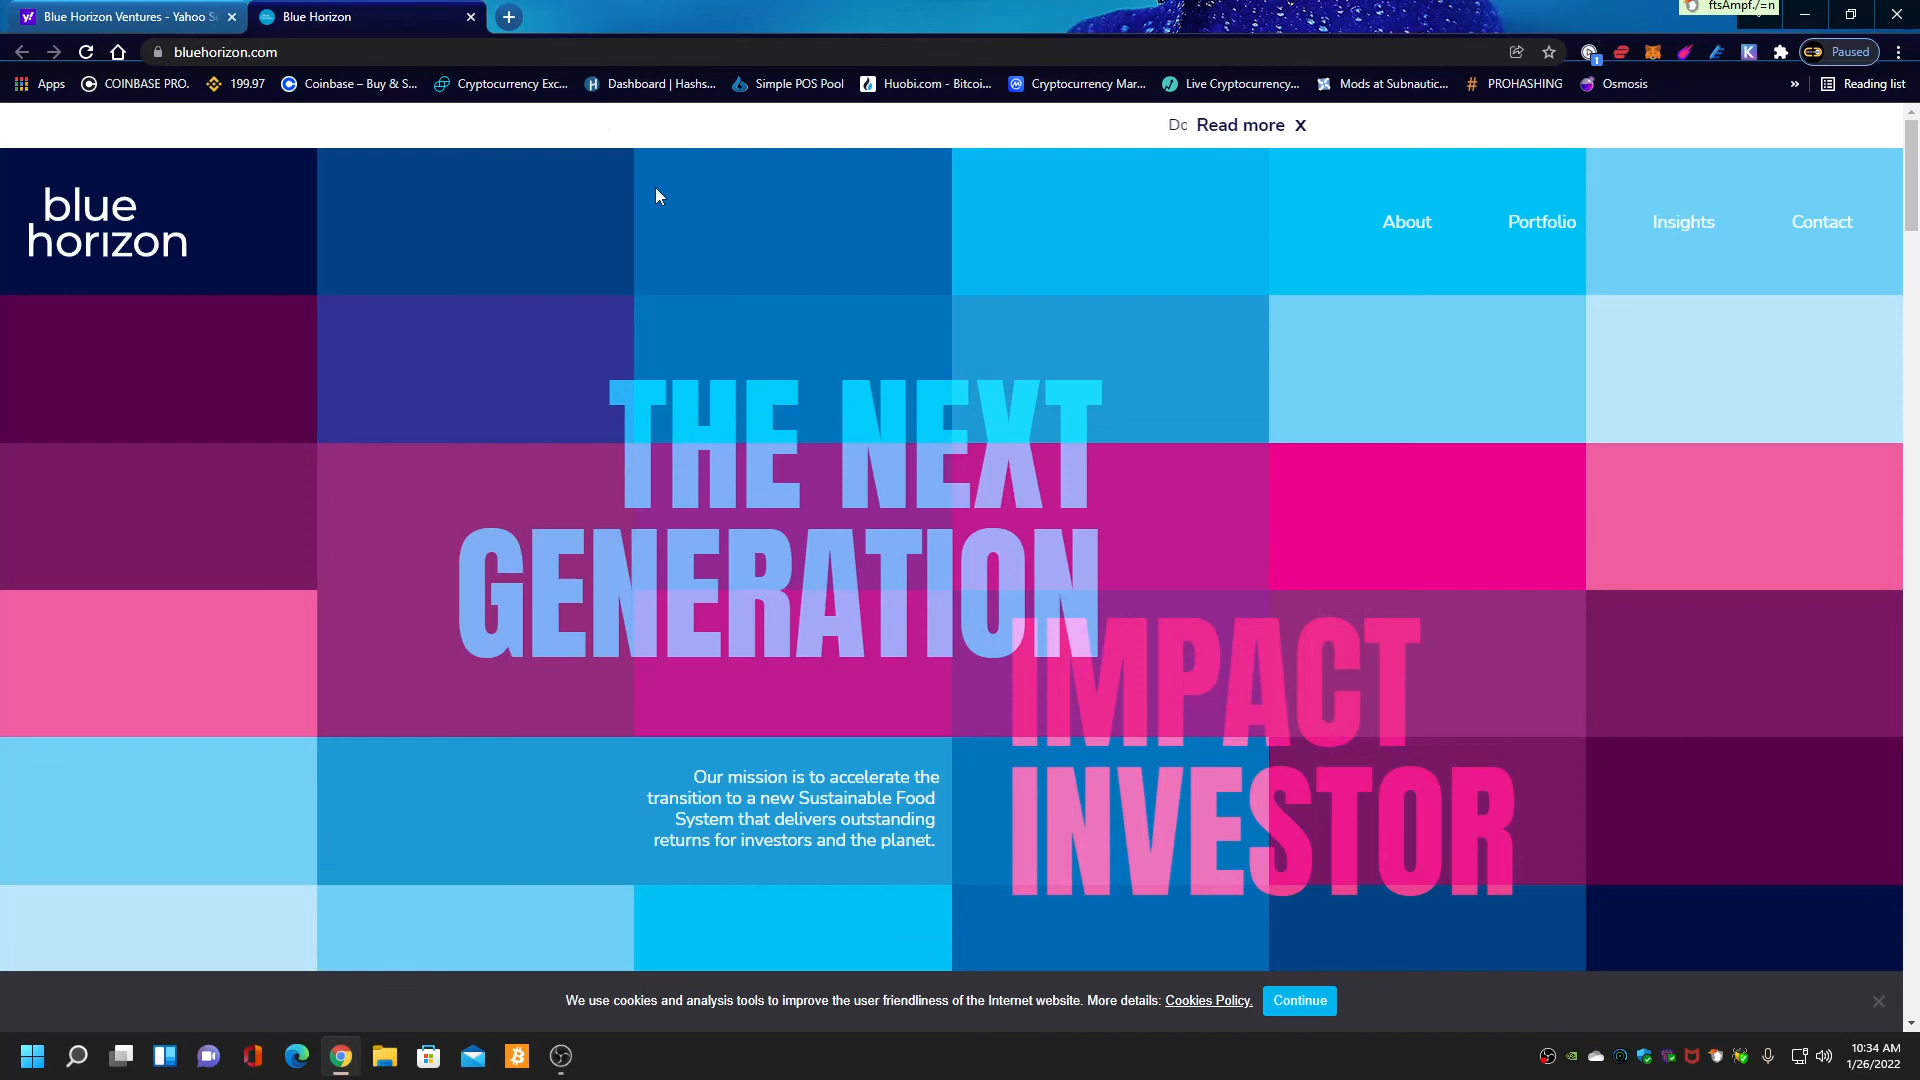 ftsAmpf./=n
Blue Horizon Ventures - Yahoo S
Blue Horizon
bluehorizon.com
Paused
Apps
COINBASE PRO.
199.97
Coinbase – Buy & S...
Cryptocurrency Exc...
Dashboard | Hashs...
Simple POS Pool
Huobi.com - Bitcoi...
Cryptocurrency Mar...
Live Cryptocurrency...
Mods at Subnautic...
PROHASHING
Osmosis
»
Reading list
Do Read more X
blue
horizon
About
Portfolio
Insights
Contact
THE NEXT
GENERATION
IMPACT
INVESTOR
Our mission is to accelerate the
transition to a new Sustainable Food
System that delivers outstanding
returns for investors and the planet.
We use cookies and analysis tools to improve the user friendliness of the Internet website. More details: Cookies Policy.
Continue
10:34 AM
1/26/2022